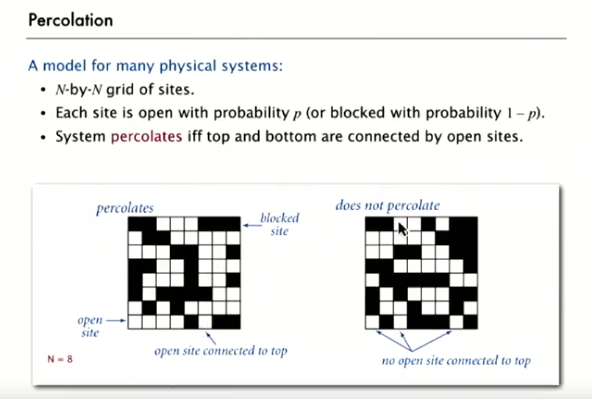 Percolation
A model for many physical systems:
• N-by-N grid of sites.
• Each site is open with probability p (or blocked with probability 1 – p).
• System percolates iff top and bottom are connected by open sites.
percolates
does not percolate
blocked
site
open
site
open site connected to top
no open site connected to top
N = 8